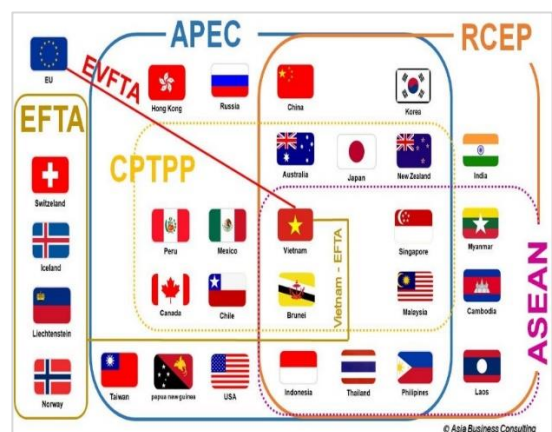 APEC
RCEP
EU
EVFTA
Hong Kong
Russia
China
Korea
EFTA
CPTPP
Switzeland
Australia
Japan
New Zealand
India
Iceland
Peru
Mexico
Vietnam
Singapore
Myanmar
Liechtenstein
Canada
Chile
Brunei
Vietnam - EFTA
Malaysia
Cambodia
ASEAN
Norway
Taiwan
papua new guinea
USA
Indonesia
Thailand
Philipines
Laos
© Asia Business Consulting